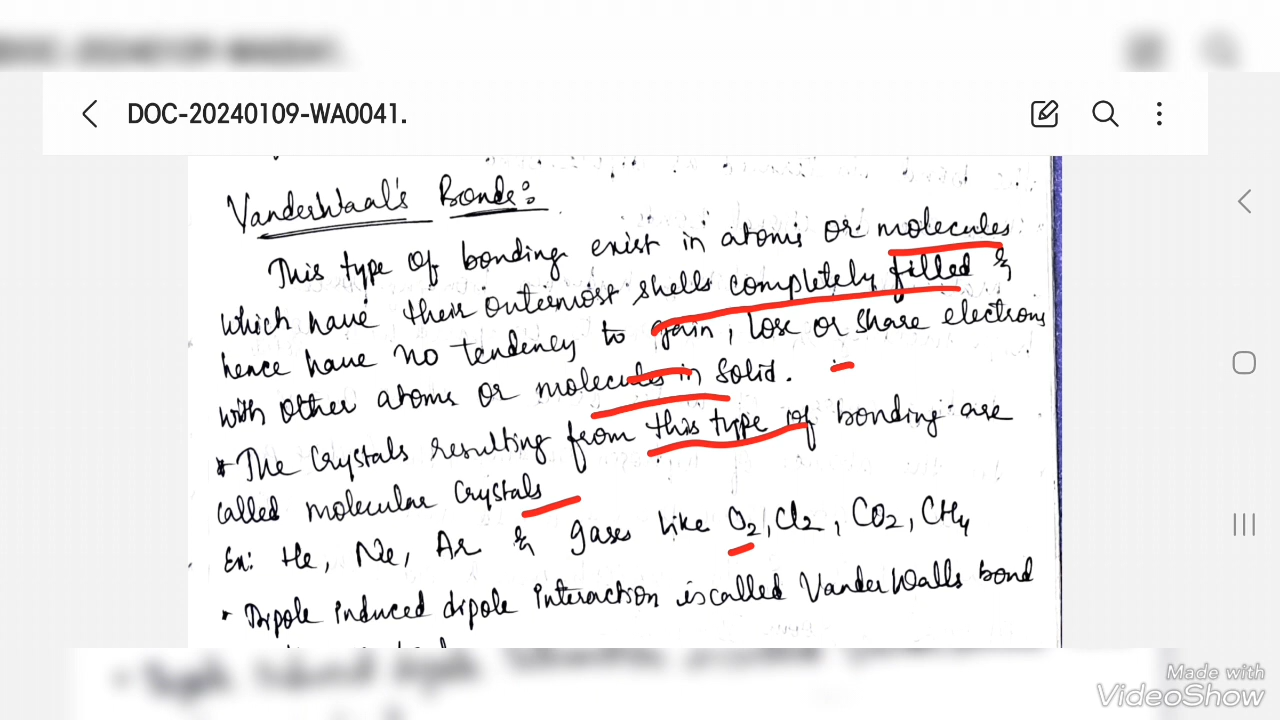 DOC-20240109-WA0041.
VanderWaal's Bonds:
This type of bonding exist in atoms or molecules
which have their outermost shells completely filled &
hence have no tendency to gain, lose or share electrons
with other atoms or molecules in Solid.
* The Crystals resulting from this type of bonding are
called molecular Crystals
Ex: He, Ne, Ar & gases like O2, Cl2, CO2, CH4
* Dipole induced dipole interaction is called VanderWalls bond
Made with
VideoShow